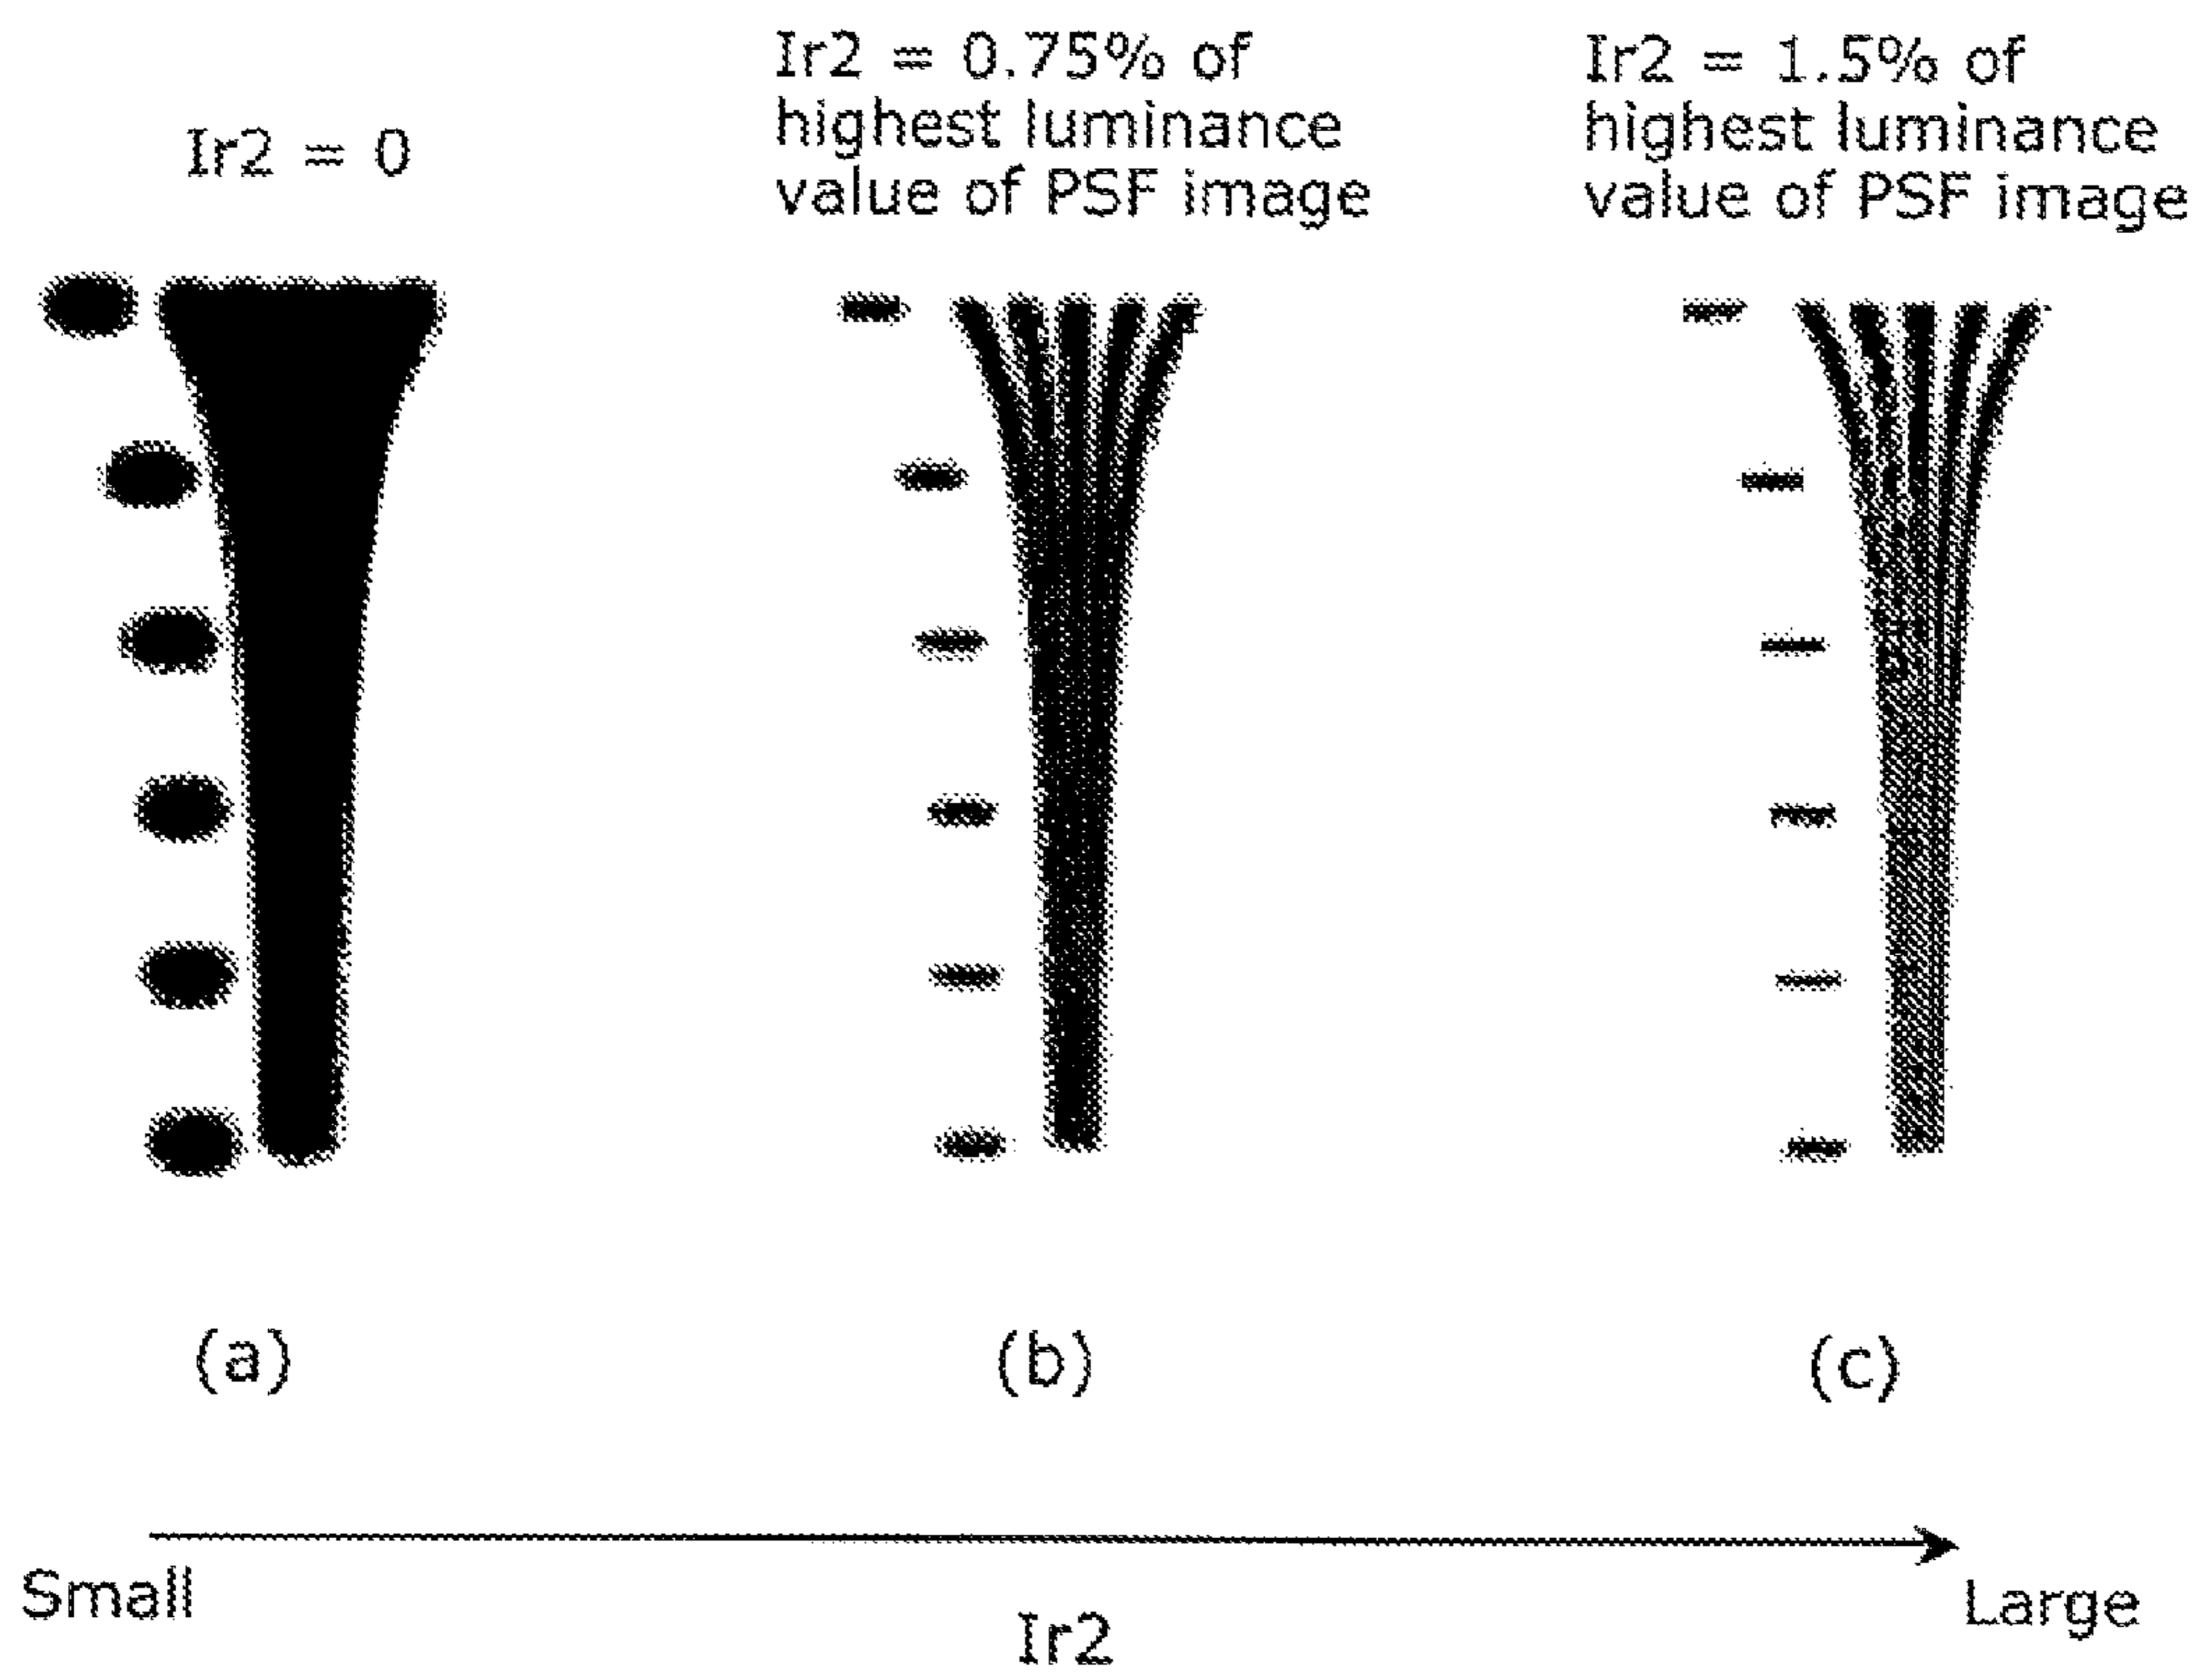 Ir2 = 0
Ir2 = 0.75% of
highest luminance
value of PSF image
Ir2 = 1.5% of
highest luminance
value of PSF image
(a)
(b)
(c)
Small
Ir2
Large